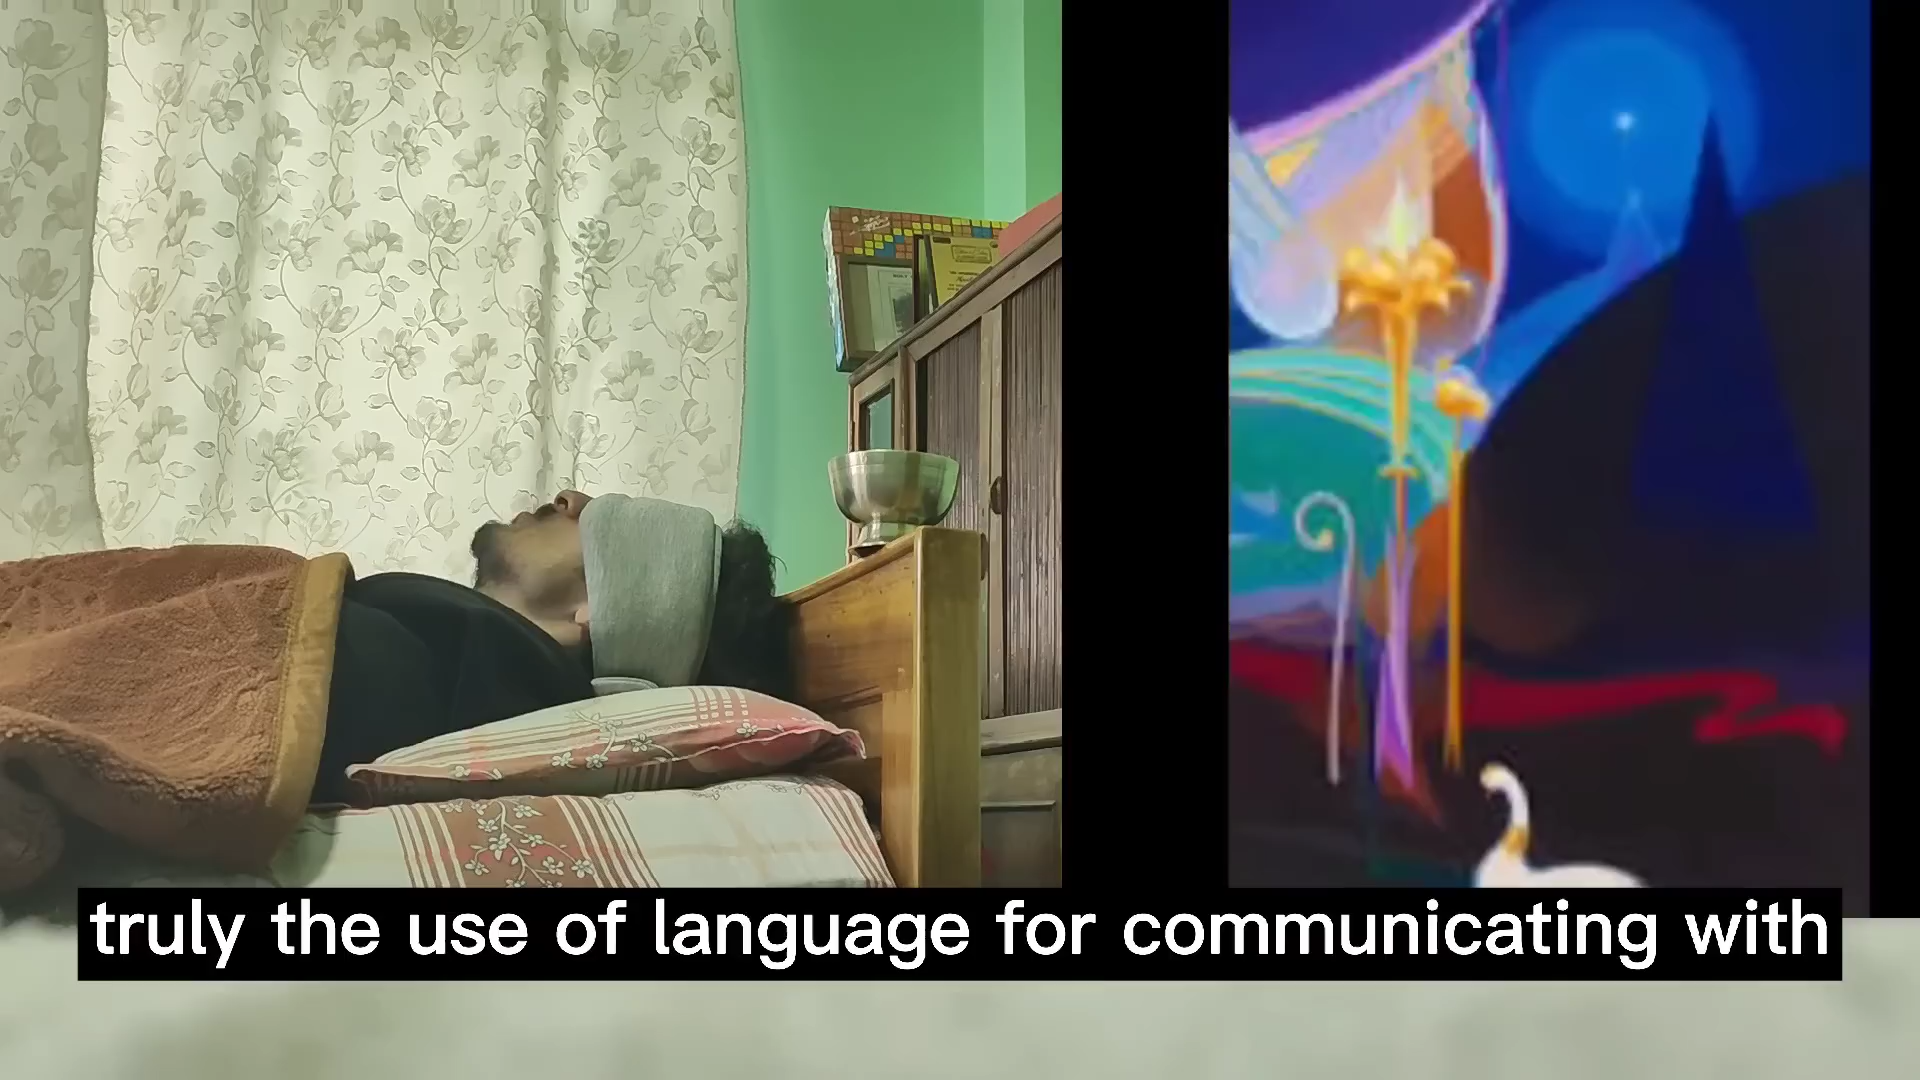 truly the use of language for communicating with